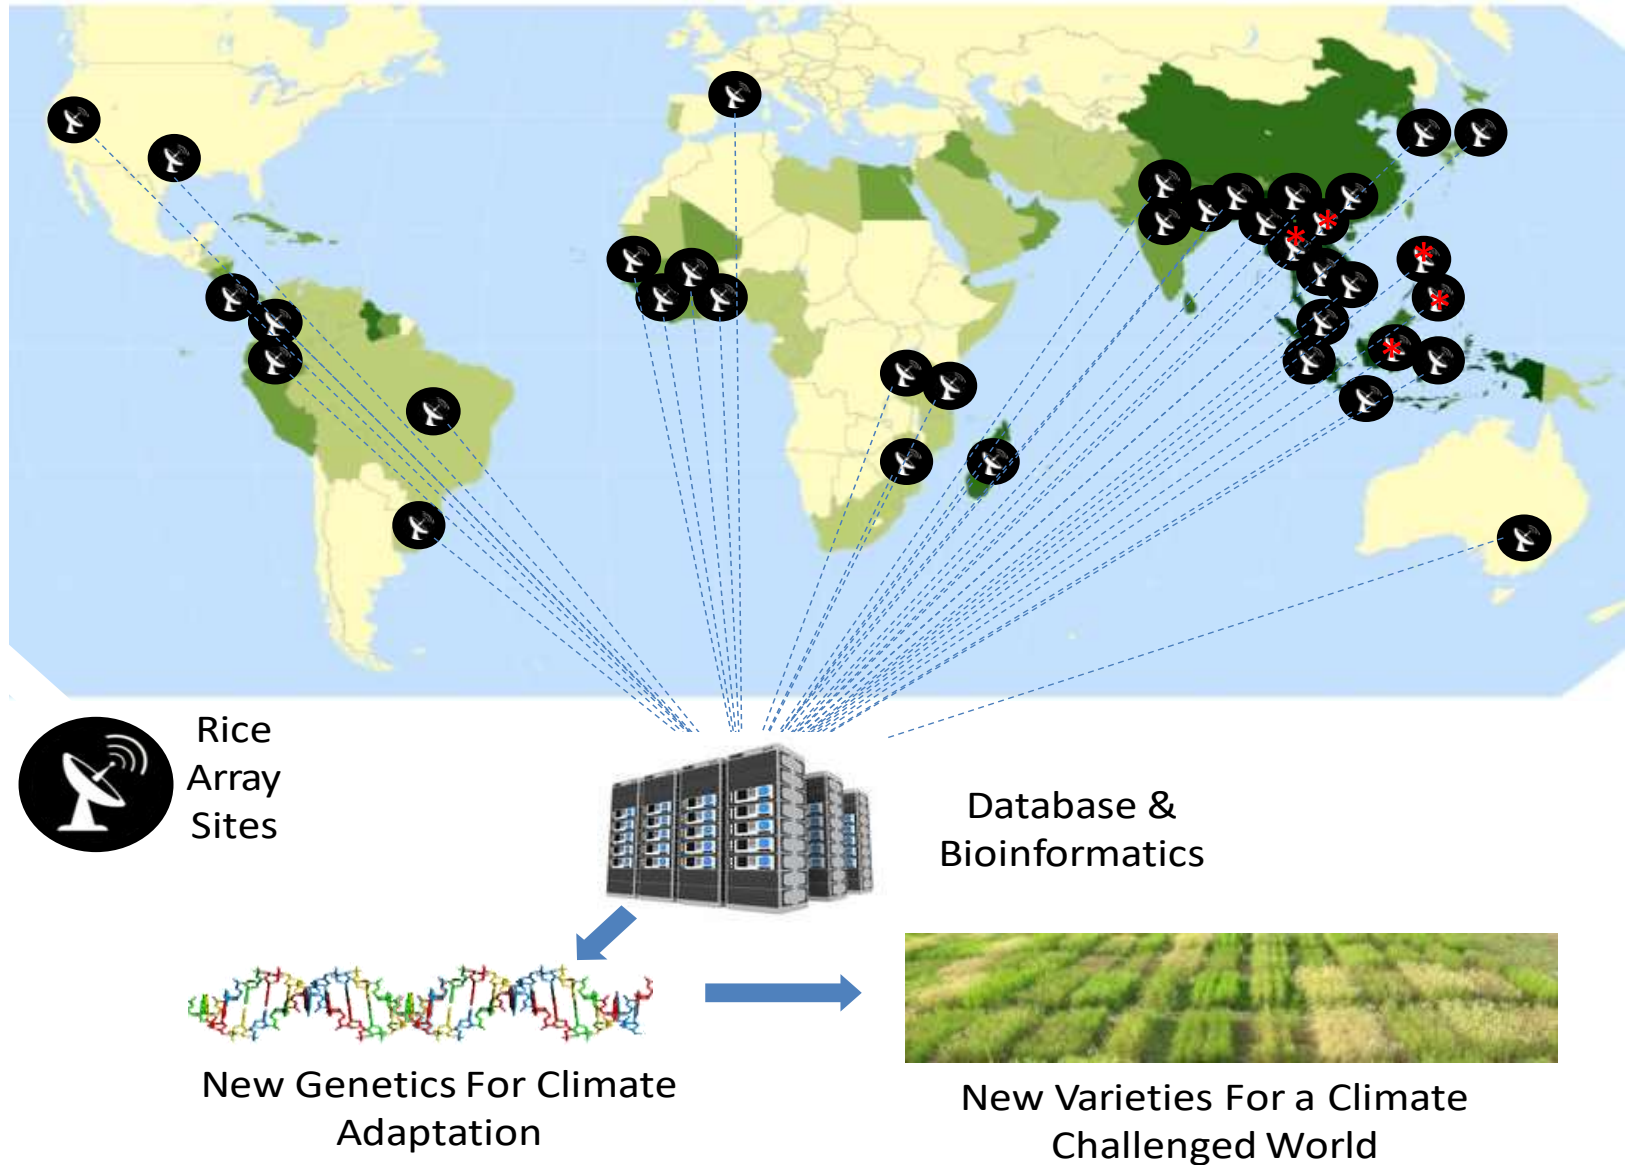 Rice
Array
Sites
Database &
Bioinformatics
New Genetics For Climate
Adaptation
New Varieties For a Climate
Challenged World